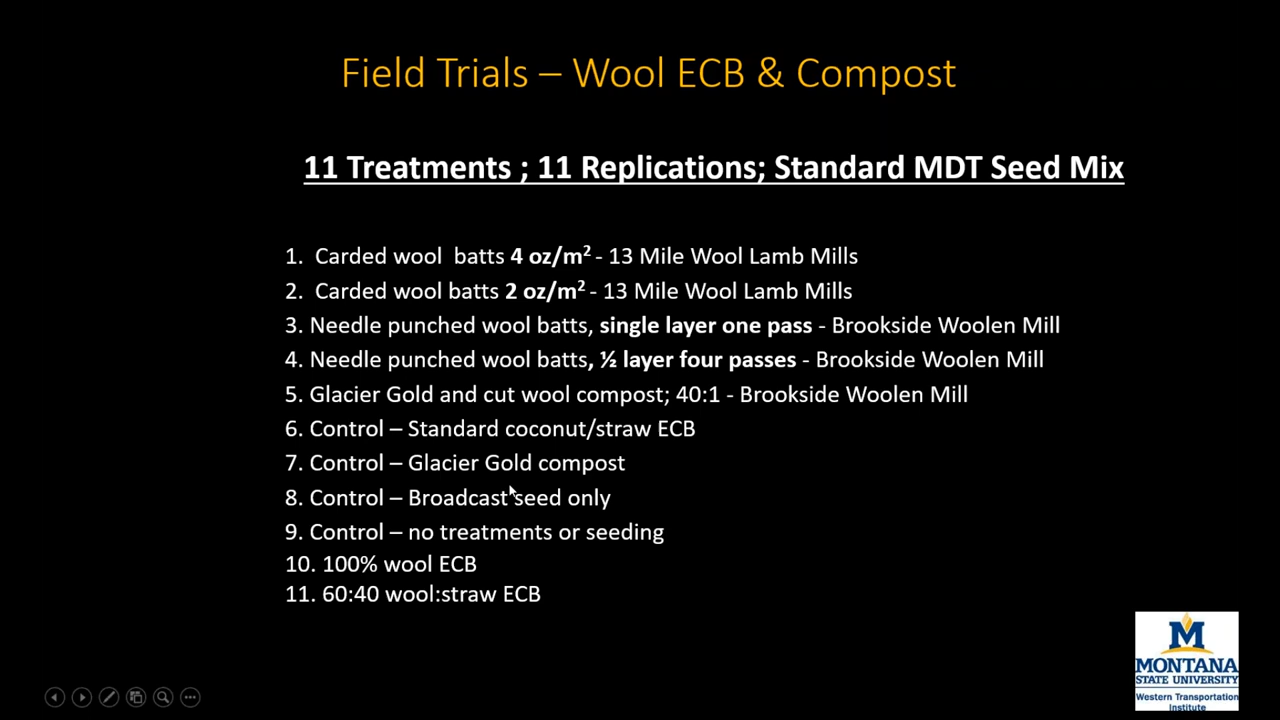 Field Trials – Wool ECB & Compost
11 Treatments ; 11 Replications; Standard MDT Seed Mix
1. Carded wool batts 4 oz/m² - 13 Mile Wool Lamb Mills
2. Carded wool batts 2 oz/m² - 13 Mile Wool Lamb Mills
3. Needle punched wool batts, single layer one pass - Brookside Woolen Mill
4. Needle punched wool batts, ½ layer four passes - Brookside Woolen Mill
5. Glacier Gold and cut wool compost; 40:1 - Brookside Woolen Mill
6. Control – Standard coconut/straw ECB
7. Control – Glacier Gold compost
8. Control – Broadcast seed only
9. Control – no treatments or seeding
10. 100% wool ECB
11. 60:40 wool:straw ECB
M
MONTANA
STATE UNIVERSITY
Western Transportation
Institute